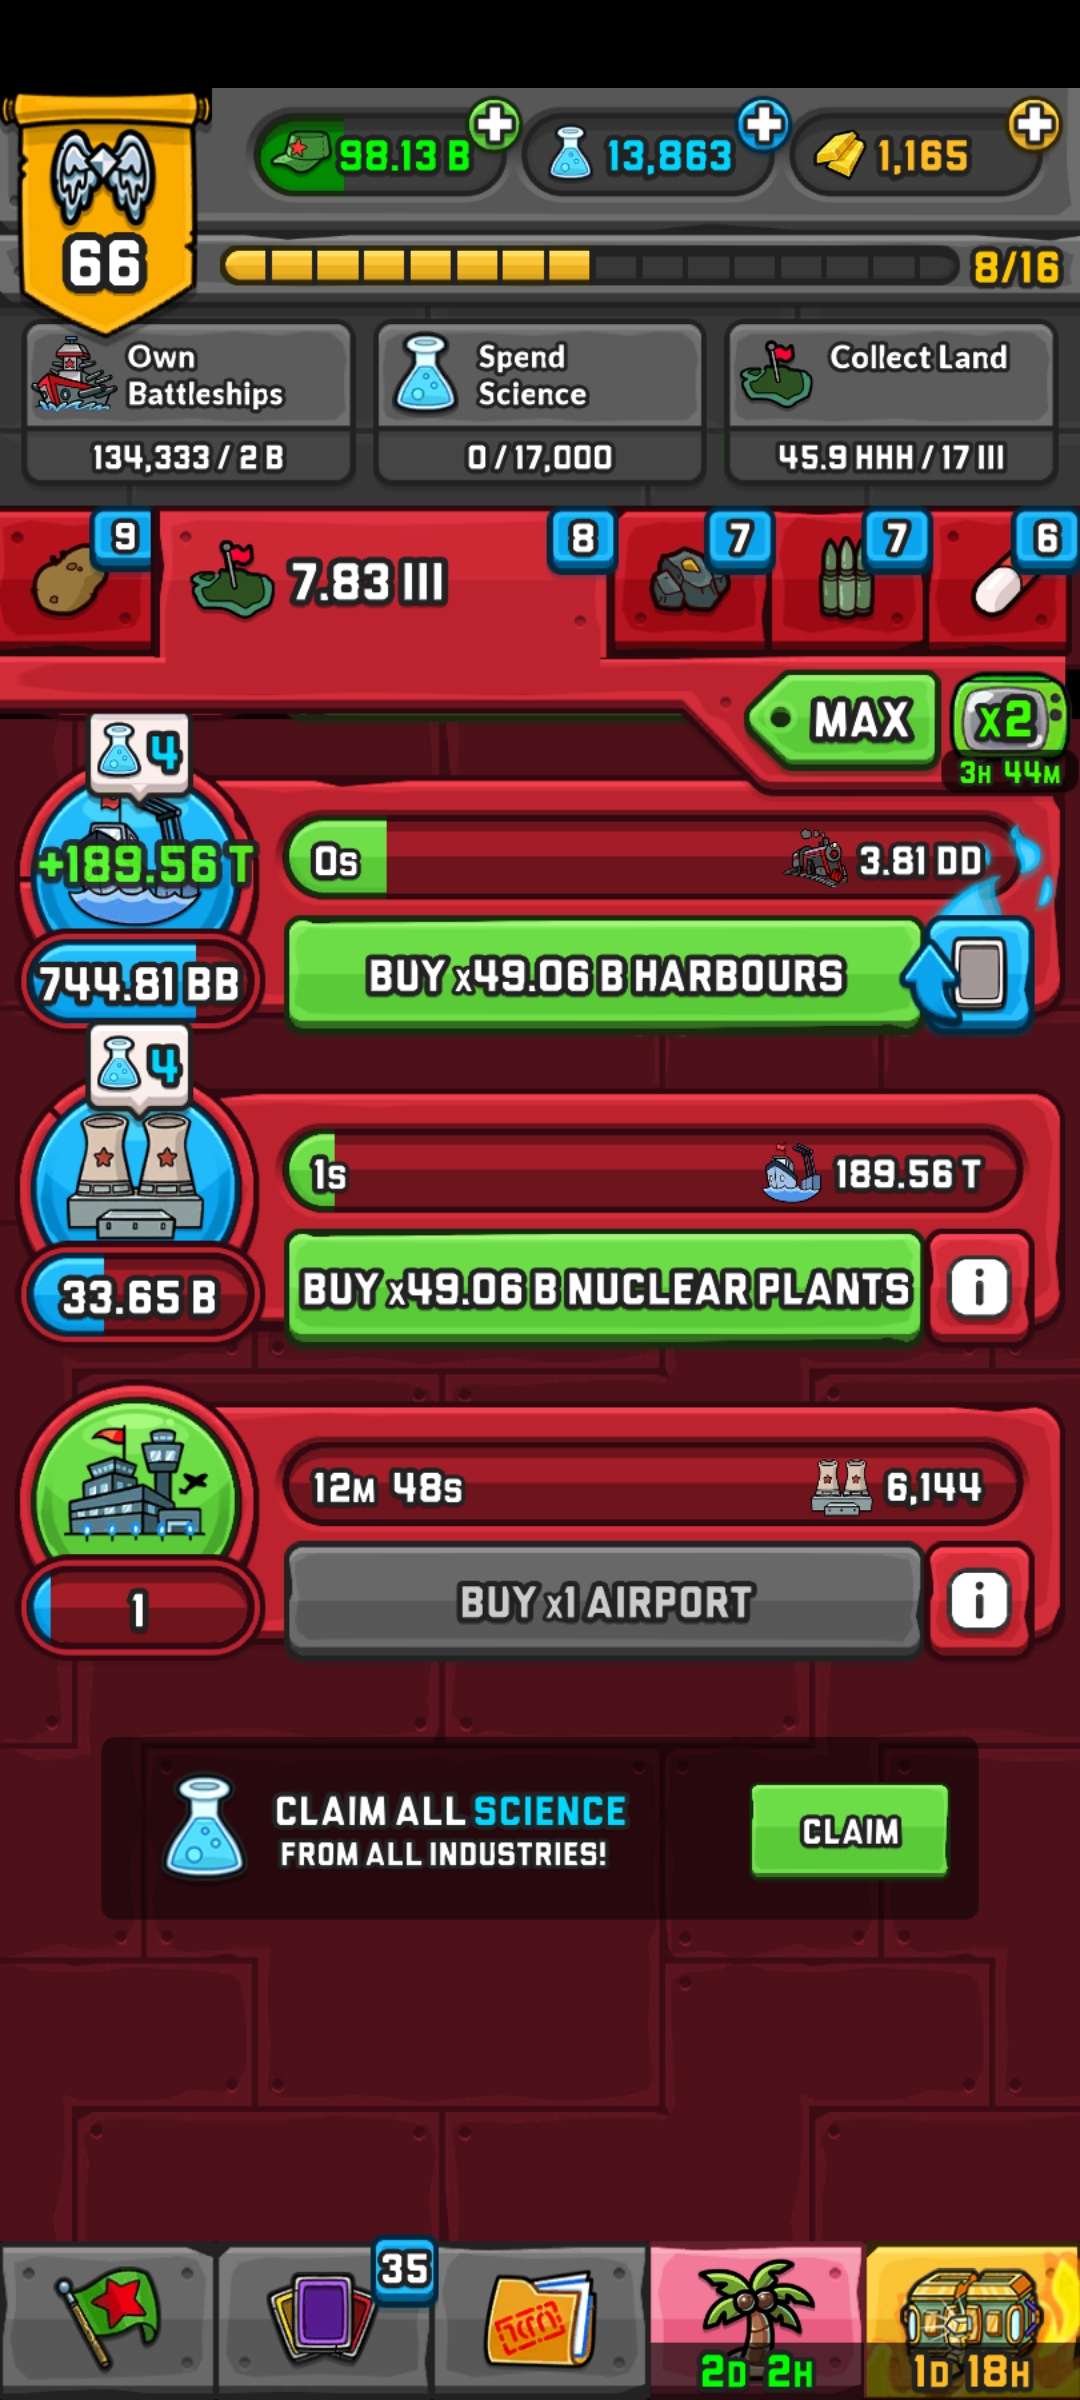 98.13 B
13,863
1,165
66
8/16
Own
Battleships
134,333 / 2 B
Spend
Science
0 / 17,000
Collect Land
45.9 HHH / 17 III
9
7.83 III
8
7
7
6
MAX
x2
3H 44M
4
+189.56 T
0s
3.81 DD
744.81 BB
BUY x49.06 B HARBOURS
4
1s
189.56 T
33.65 B
BUY x49.06 B NUCLEAR PLANTS
i
12M 48s
6,144
1
BUY x1 AIRPORT
i
CLAIM ALL SCIENCE
FROM ALL INDUSTRIES!
CLAIM
35
2D 2H
1D 18H